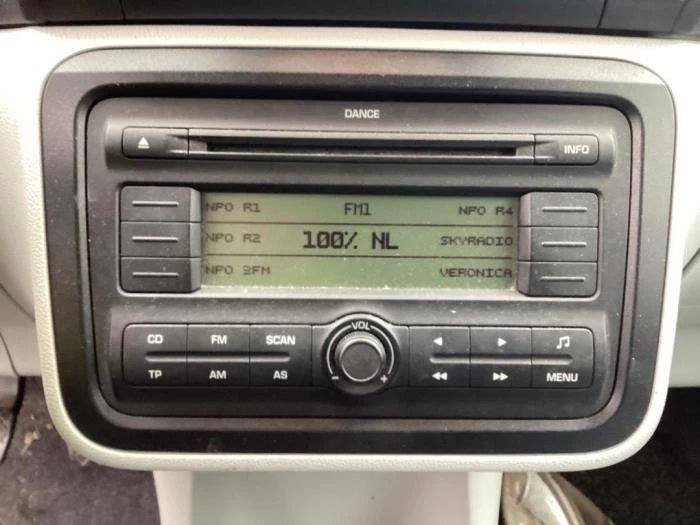 DANCE
INFO
NPO R1 FM1 NPO R4
NPO R2 100% NL SKYRADIO
NPO 3FM VERONICA
CD FM SCAN VOL
TP AM AS - + MENU